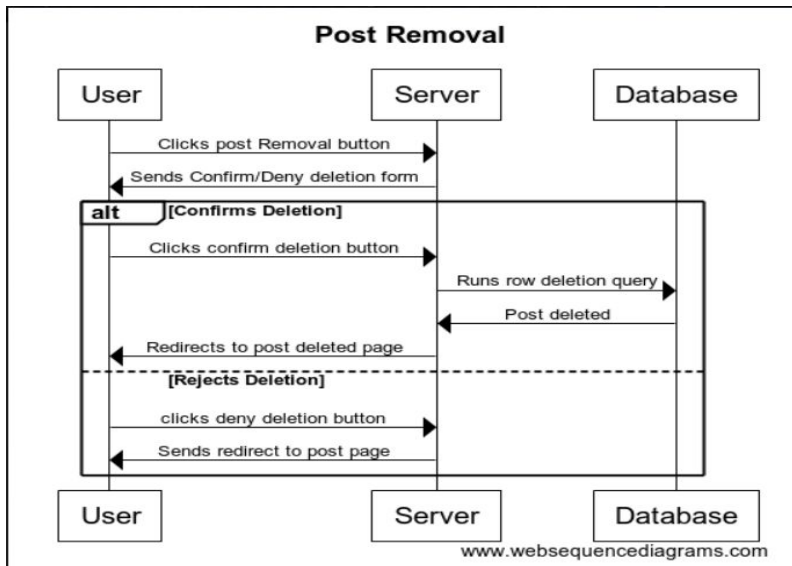 Post Removal
User Server Database
Clicks post Removal button
Sends Confirm/Deny deletion form
alt [Confirms Deletion]
Clicks confirm deletion button
Runs row deletion query
Post deleted
Redirects to post deleted page
[Rejects Deletion]
clicks deny deletion button
Sends redirect to post page
User Server Database
www.websequencediagrams.com